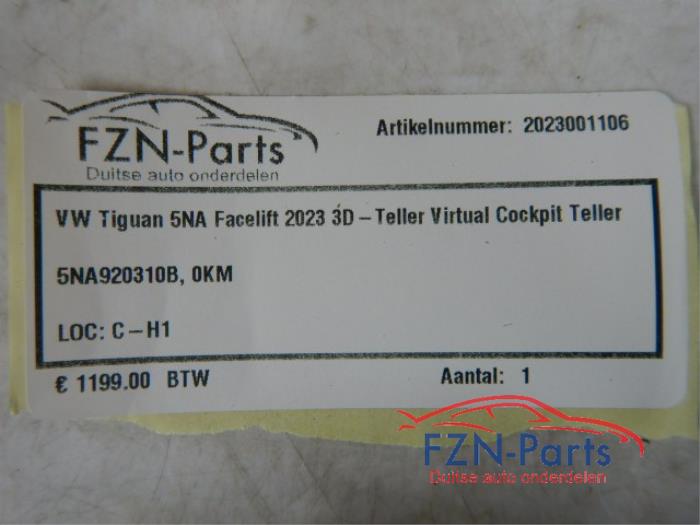 FZN-Parts
Duitse auto onderdelen
Artikelnummer: 2023001106
VW Tiguan 5NA Facelift 2023 3D – Teller Virtual Cockpit Teller
5NA920310B, 0KM
LOC: C – H1
€ 1199.00 BTW
Aantal: 1
FZN-Parts
Duitse auto onderdelen